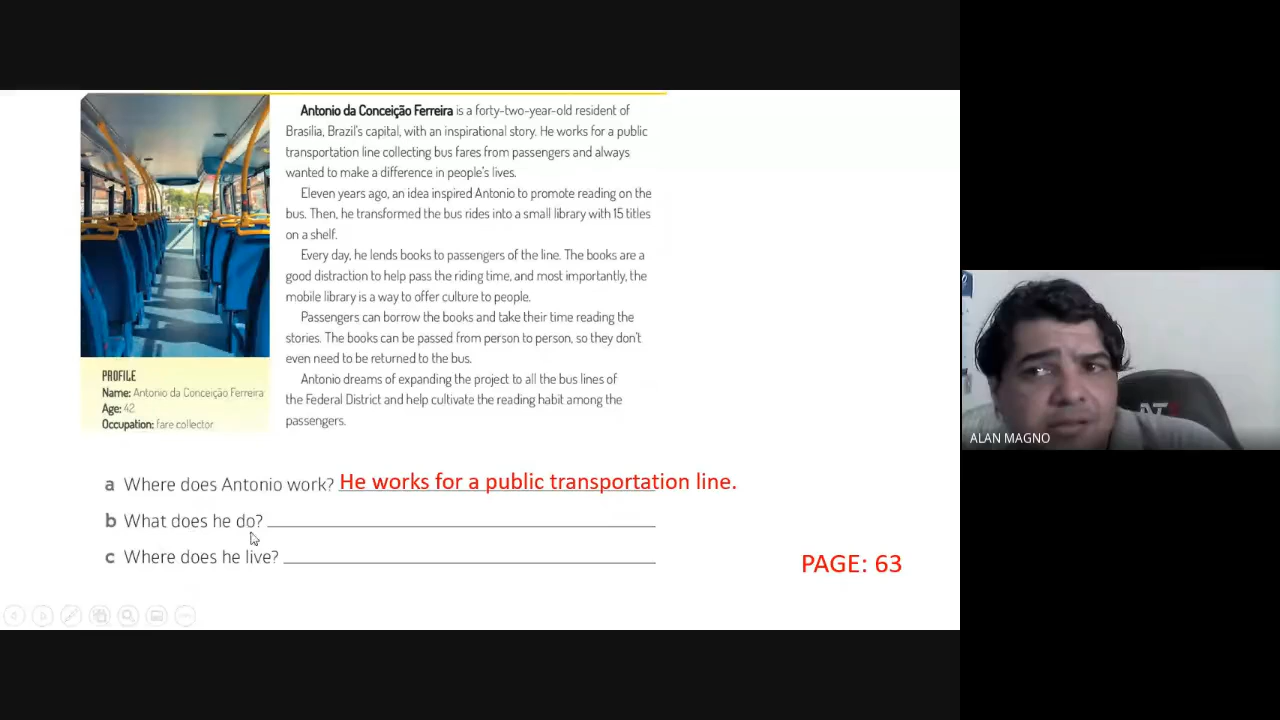 Antonio da Conceição Ferreira is a forty-two-year-old resident of
Brasília, Brazil's capital, with an inspirational story. He works for a public
transportation line collecting bus fares from passengers and always
wanted to make a difference in people's lives.
Eleven years ago, an idea inspired Antonio to promote reading on the
bus. Then, he transformed the bus rides into a small library with 15 titles
on a shelf.
Every day, he lends books to passengers of the line. The books are a
good distraction to help pass the riding time, and most importantly, the
mobile library is a way to offer culture to people.
Passengers can borrow the books and take their time reading the
stories. The books can be passed from person to person, so they don't
even need to be returned to the bus.
Antonio dreams of expanding the project to all the bus lines of
the Federal District and help cultivate the reading habit among the
passengers.
PROFILE
Name: Antonio da Conceição Ferreira
Age: 42
Occupation: fare collector
a Where does Antonio work? He works for a public transportation line.
b What does he do?
c Where does he live?
PAGE: 63
ALAN MAGNO